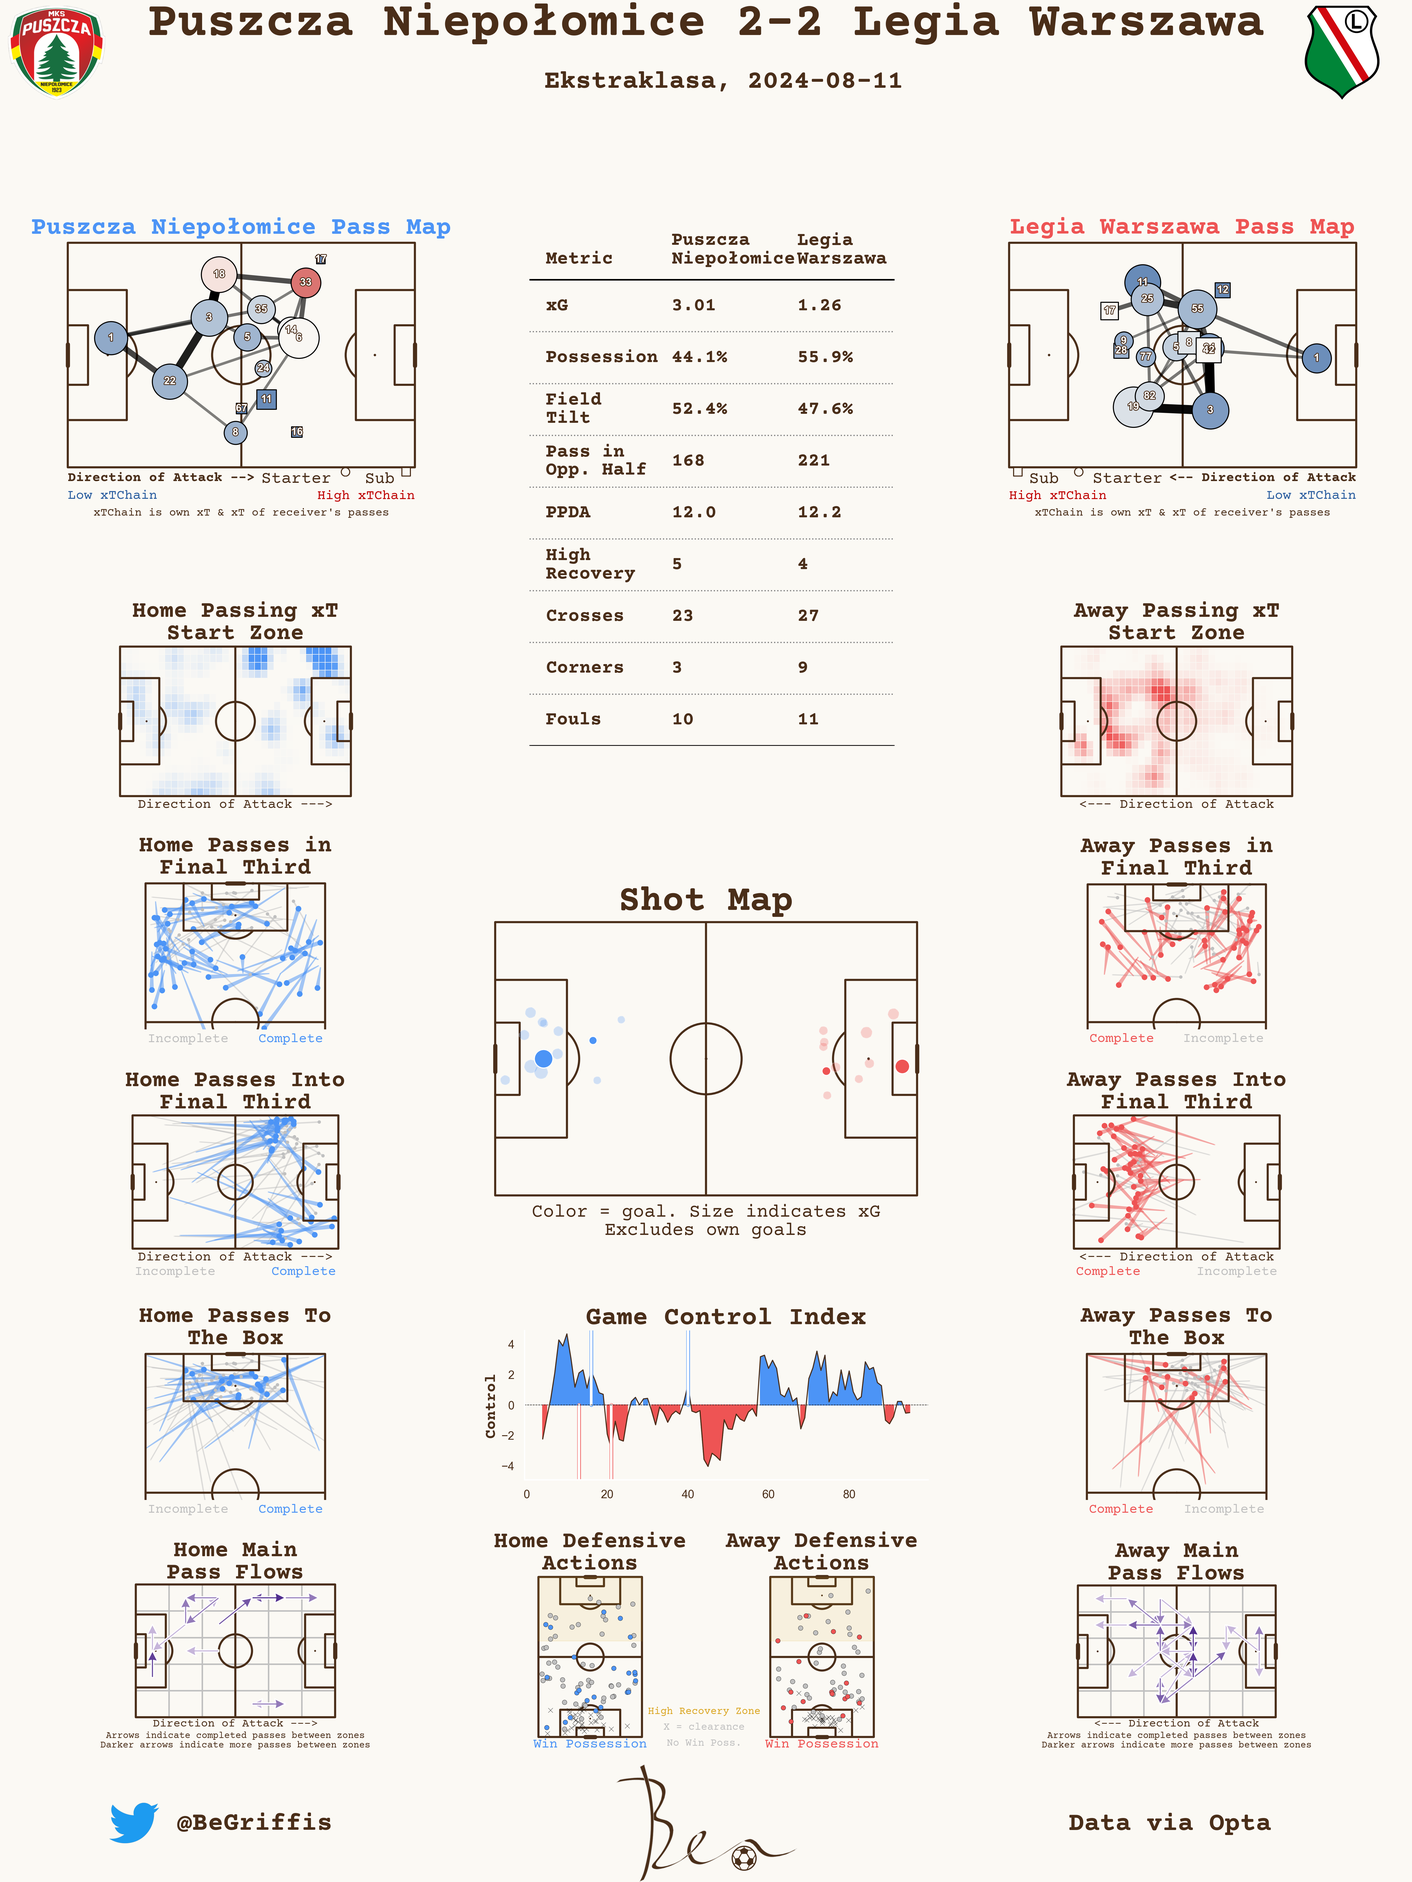 Puszcza Niepołomice 2-2 Legia Warszawa
Ekstraklasa, 2024-08-11
MKS
PUSZCZA
NIEPOŁOMICE
1923
L
Puszcza Niepołomice Pass Map
17
18
33
35
3
14
1
5
6
24
22
11
67
8
16
Direction of Attack --> Starter Sub
Low xTChain High xTChain
xTChain is own xT & xT of receiver's passes
Metric Puszcza Niepołomice Legia Warszawa
xG 3.01 1.26
Possession 44.1% 55.9%
Field Tilt 52.4% 47.6%
Pass in Opp. Half 168 221
PPDA 12.0 12.2
High Recovery 5 4
Crosses 23 27
Corners 3 9
Fouls 10 11
Legia Warszawa Pass Map
11
12
25
17
55
9
5
8
28
42
77
1
82
19
3
Sub Starter <-- Direction of Attack
High xTChain Low xTChain
xTChain is own xT & xT of receiver's passes
Home Passing xT
Start Zone
Direction of Attack --->
Away Passing xT
Start Zone
<--- Direction of Attack
Home Passes in
Final Third
Incomplete Complete
Away Passes in
Final Third
Complete Incomplete
Shot Map
Color = goal. Size indicates xG
Excludes own goals
Home Passes Into
Final Third
Direction of Attack --->
Incomplete Complete
Away Passes Into
Final Third
<--- Direction of Attack
Complete Incomplete
Home Passes To
The Box
Incomplete Complete
Game Control Index
Control
4
2
0
−2
−4
0 20 40 60 80
Away Passes To
The Box
Complete Incomplete
Home Main
Pass Flows
Direction of Attack --->
Arrows indicate completed passes between zones
Darker arrows indicate more passes between zones
Home Defensive
Actions
Win Possession
High Recovery Zone
X = clearance
No Win Poss.
Away Defensive
Actions
Win Possession
Away Main
Pass Flows
<--- Direction of Attack
Arrows indicate completed passes between zones
Darker arrows indicate more passes between zones
@BeGriffis
Ben
Data via Opta